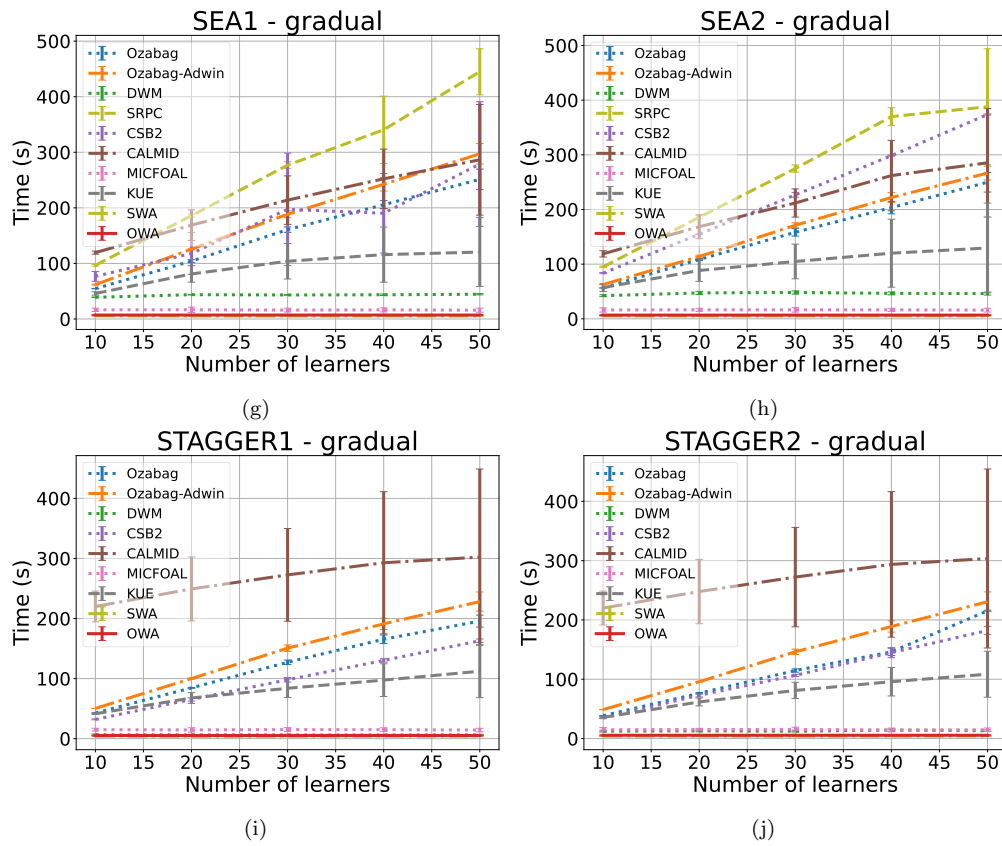 SEA1 - gradual
500
400
300
200
100
0
Time (s)
Ozabag
Ozabag-Adwin
DWM
SRPC
CSB2
CALMID
MICFOAL
KUE
SWA
OWA
10 15 20 25 30 35 40 45 50
Number of learners
(g)
SEA2 - gradual
500
400
300
200
100
0
Time (s)
Ozabag
Ozabag-Adwin
DWM
SRPC
CSB2
CALMID
MICFOAL
KUE
SWA
OWA
10 15 20 25 30 35 40 45 50
Number of learners
(h)
STAGGER1 - gradual
400
300
200
100
0
Time (s)
Ozabag
Ozabag-Adwin
DWM
CSB2
CALMID
MICFOAL
KUE
SWA
OWA
10 15 20 25 30 35 40 45 50
Number of learners
(i)
STAGGER2 - gradual
400
300
200
100
0
Time (s)
Ozabag
Ozabag-Adwin
DWM
CSB2
CALMID
MICFOAL
KUE
SWA
OWA
10 15 20 25 30 35 40 45 50
Number of learners
(j)